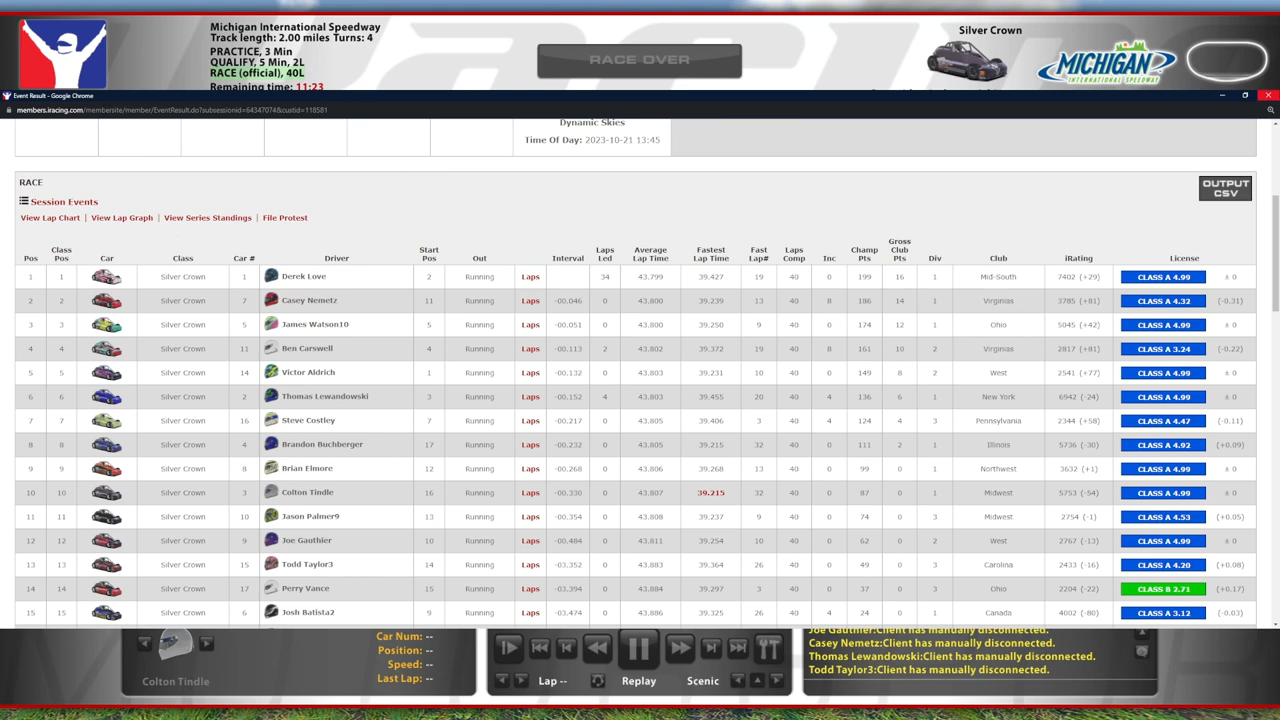 Michigan International Speedway
Track length: 2.00 miles Turns: 4
PRACTICE, 3 Min
QUALIFY, 5 Min, 2L
RACE (official), 40L
Remaining time: 11:23
RACE OVER
Silver Crown
MICHIGAN
INTERNATIONAL SPEEDWAY
Event Result - Google Chrome
members.iracing.com/membersite/member/EventResult.do?subsessionid=64347074&custid=118581
Dynamic Skies
Time Of Day: 2023-10-21 13:45
RACE
OUTPUT CSV
Session Events
View Lap Chart | View Lap Graph | View Series Standings | File Protest
Pos Class Pos Car Class Car # Driver Start Pos Out Interval Laps Led Average Lap Time Fastest Lap Time Fast Lap# Laps Comp Inc Champ Pts Gross Club Pts Div Club iRating License
1 1 Silver Crown 1 Derek Love 2 Running Laps 34 43.799 39.427 19 40 0 199 16 1 Mid-South 7402 (+29) CLASS A 4.99 ± 0
2 2 Silver Crown 7 Casey Nemetz 11 Running Laps -00.046 0 43.800 39.239 13 40 8 186 14 1 Virginias 3785 (+81) CLASS A 4.32 (-0.31)
3 3 Silver Crown 5 James Watson10 5 Running Laps -00.051 0 43.800 39.250 9 40 0 174 12 1 Ohio 5045 (+42) CLASS A 4.99 ± 0
4 4 Silver Crown 11 Ben Carswell 4 Running Laps -00.113 2 43.802 39.372 19 40 8 161 10 2 Virginias 2817 (+81) CLASS A 3.24 (-0.22)
5 5 Silver Crown 14 Victor Aldrich 1 Running Laps -00.132 0 43.803 39.231 10 40 0 149 8 2 West 2541 (+77) CLASS A 4.99 ± 0
6 6 Silver Crown 2 Thomas Lewandowski 3 Running Laps -00.152 4 43.803 39.455 20 40 4 136 6 1 New York 6942 (-24) CLASS A 4.99 ± 0
7 7 Silver Crown 16 Steve Costley 7 Running Laps -00.217 0 43.805 39.406 3 40 4 124 4 3 Pennsylvania 2344 (+58) CLASS A 4.47 (-0.11)
8 8 Silver Crown 4 Brandon Buchberger 17 Running Laps -00.232 0 43.805 39.215 32 40 0 111 2 1 Illinois 5736 (-30) CLASS A 4.92 (+0.09)
9 9 Silver Crown 8 Brian Elmore 12 Running Laps -00.268 0 43.806 39.268 13 40 0 99 0 1 Northwest 3632 (+1) CLASS A 4.99 ± 0
10 10 Silver Crown 3 Colton Tindle 16 Running Laps -00.330 0 43.807 39.215 32 40 0 87 0 1 Midwest 5753 (-54) CLASS A 4.99 ± 0
11 11 Silver Crown 10 Jason Palmer9 13 Running Laps -00.354 0 43.808 39.237 9 40 0 74 0 3 Midwest 2754 (-1) CLASS A 4.53 (+0.05)
12 12 Silver Crown 9 Joe Gauthier 10 Running Laps -00.484 0 43.811 39.254 10 40 0 62 0 2 West 2767 (-13) CLASS A 4.99 ± 0
13 13 Silver Crown 15 Todd Taylor3 14 Running Laps -03.352 0 43.883 39.364 26 40 0 49 0 3 Carolina 2433 (-16) CLASS A 4.20 (+0.08)
14 14 Silver Crown 17 Perry Vance 15 Running Laps -03.394 0 43.884 39.297 3 40 0 37 0 3 Ohio 2204 (-22) CLASS B 2.71 (+0.17)
15 15 Silver Crown 6 Josh Batista2 9 Running Laps -03.474 0 43.886 39.325 26 40 4 24 0 1 Canada 4002 (-80) CLASS A 3.12 (-0.03)
Colton Tindle
Car Num: --
Position: --
Speed: --
Last Lap: --
Lap --
Replay
Scenic
Joe Gauthier:Client has manually disconnected.
Casey Nemetz:Client has manually disconnected.
Thomas Lewandowski:Client has manually disconnected.
Todd Taylor3:Client has manually disconnected.